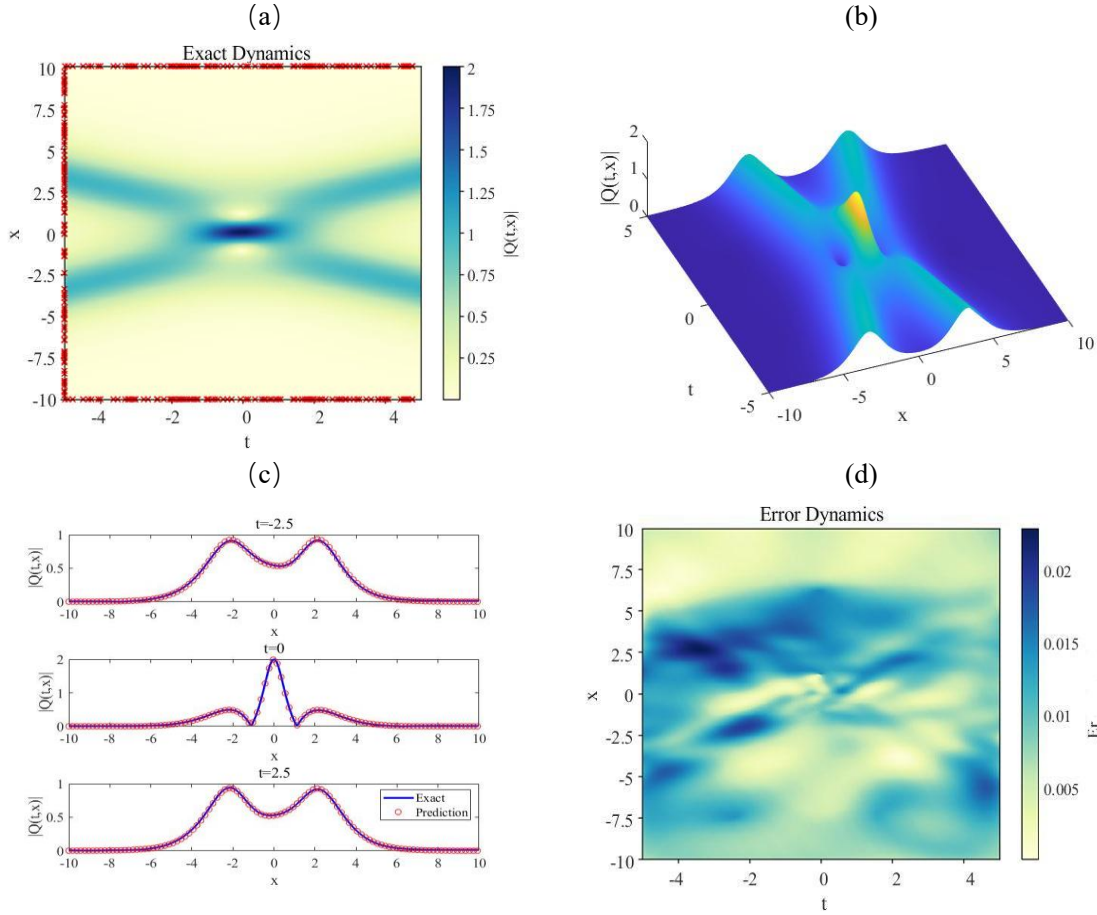 (a)
Exact Dynamics
10
7.5
5
2.5
0
-2.5
-5
-7.5
-10
x
-4
-2
0
2
4
t
2
1.75
1.5
1.25
1
0.75
0.5
0.25
|Q(t,x)|
(b)
|Q(t,x)|
2
1
0
5
0
-5
t
-10
-5
0
5
10
x
(c)
t=-2.5
|Q(t,x)|
1
0.5
0
-10 -8 -6 -4 -2 0 2 4 6 8 10
x
t=0
|Q(t,x)|
2
1
0
-10 -8 -6 -4 -2 0 2 4 6 8 10
x
t=2.5
|Q(t,x)|
1
0.5
0
Exact
Prediction
-10 -8 -6 -4 -2 0 2 4 6 8 10
x
(d)
Error Dynamics
10
7.5
5
2.5
0
-2.5
-5
-7.5
-10
x
-4
-2
0
2
4
t
0.02
0.015
0.01
0.005